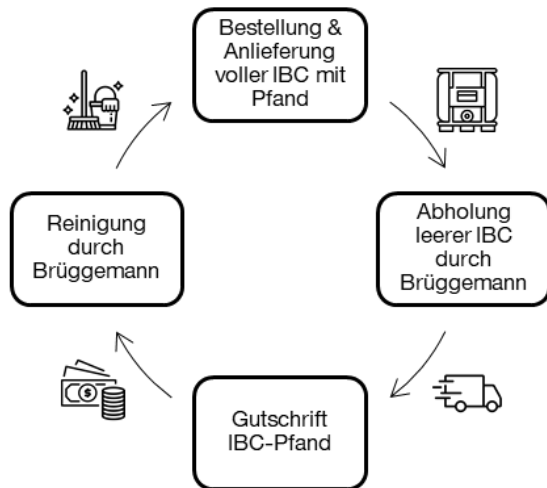 Bestellung &
Anlieferung
voller IBC mit
Pfand
Abholung
leerer IBC
durch
Brüggemann
Gutschrift
IBC-Pfand
Reinigung
durch
Brüggemann
$